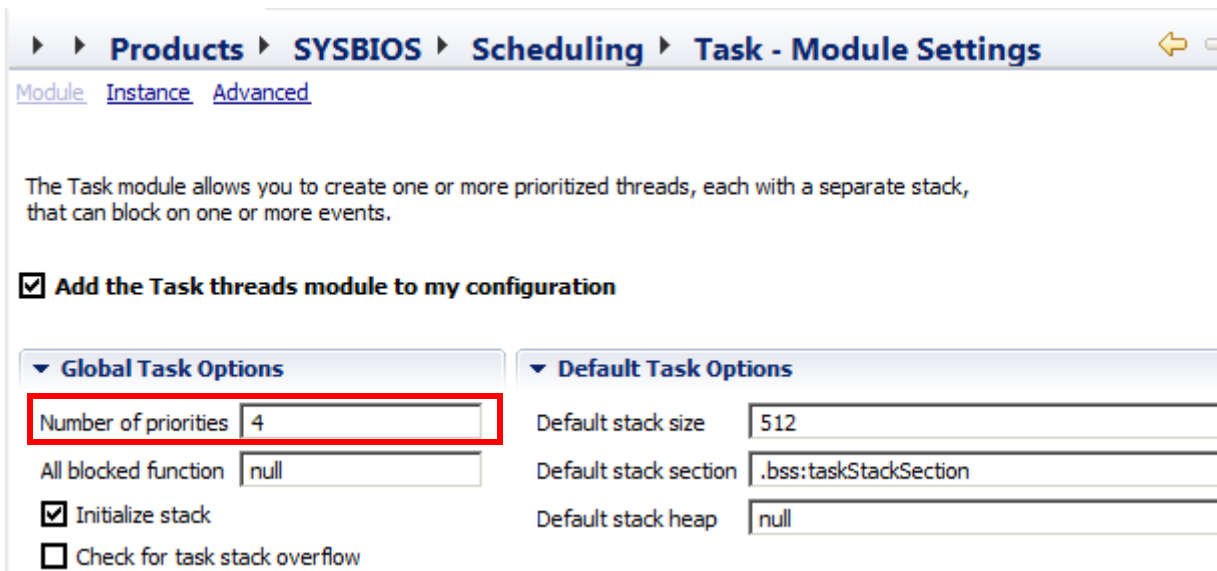 Products SYSBIOS Scheduling Task - Module Settings
Module Instance Advanced
The Task module allows you to create one or more prioritized threads, each with a separate stack,
that can block on one or more events.
Add the Task threads module to my configuration
Global Task Options
Number of priorities 4
All blocked function null
Initialize stack
Check for task stack overflow
Default Task Options
Default stack size 512
Default stack section .bss:taskStackSection
Default stack heap null